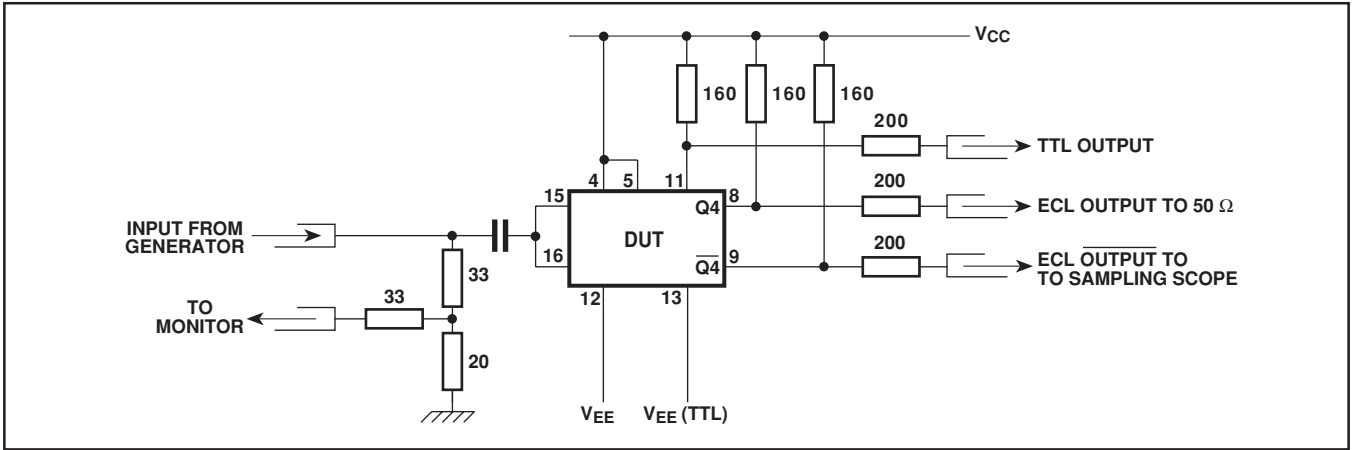 VCC
160 160 160
200
TTL OUTPUT
4 5 11
15
200
8
Q4
ECL OUTPUT TO 50 Ω
INPUT FROM
GENERATOR
DUT
200
9
Q4
ECL OUTPUT TO
TO SAMPLING SCOPE
16
33
12 13
TO
MONITOR
33
20
VEE VEE (TTL)